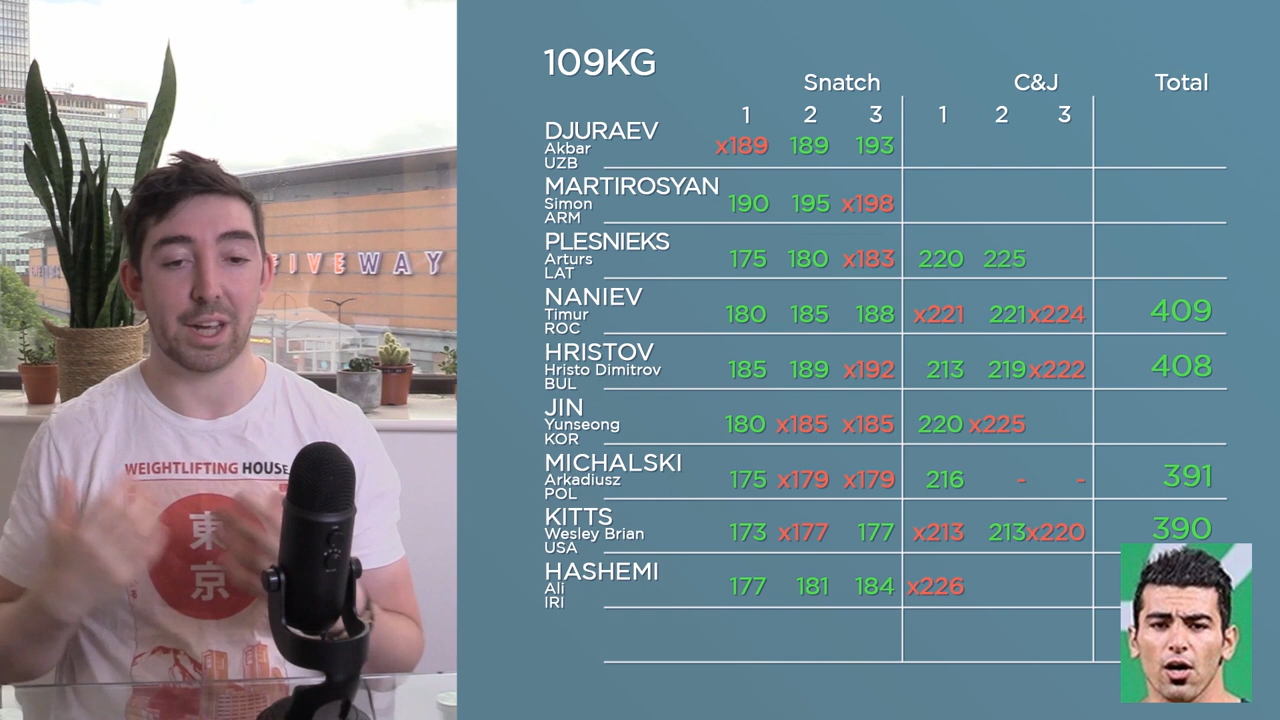 FIVEWAY
WEIGHTLIFTING HOUSE
東
京
109KG
Snatch C&J Total
1 2 3 1 2 3
DJURAEV
Akbar
UZB
x189 189 193
MARTIROSYAN
Simon
ARM
190 195 x198
PLESNIEKS
Arturs
LAT
175 180 x183 220 225
NANIEV
Timur
ROC
180 185 188 x221 221 x224 409
HRISTOV
Hristo Dimitrov
BUL
185 189 x192 213 219 x222 408
JIN
Yunseong
KOR
180 x185 x185 220 x225
MICHALSKI
Arkadiusz
POL
175 x179 x179 216 - - 391
KITTS
Wesley Brian
USA
173 x177 177 x213 213 x220 390
HASHEMI
Ali
IRI
177 181 184 x226